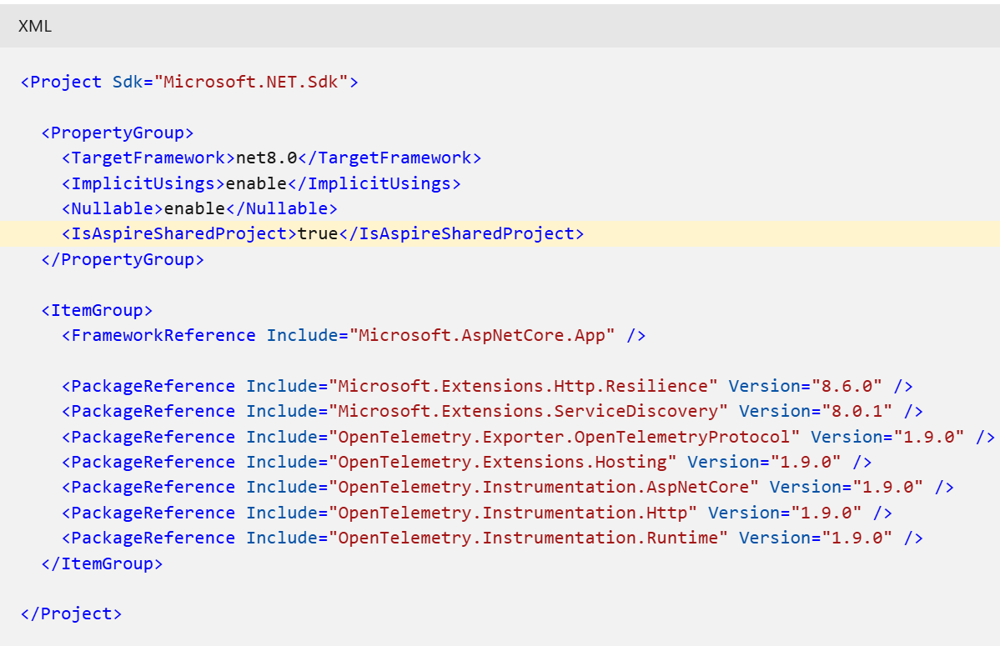 XML
<Project Sdk="Microsoft.NET.Sdk">
<PropertyGroup>
<TargetFramework>net8.0</TargetFramework>
<ImplicitUsings>enable</ImplicitUsings>
<Nullable>enable</Nullable>
<IsAspireSharedProject>true</IsAspireSharedProject>
</PropertyGroup>
<ItemGroup>
<FrameworkReference Include="Microsoft.AspNetCore.App" />
<PackageReference Include="Microsoft.Extensions.Http.Resilience" Version="8.6.0" />
<PackageReference Include="Microsoft.Extensions.ServiceDiscovery" Version="8.0.1" />
<PackageReference Include="OpenTelemetry.Exporter.OpenTelemetryProtocol" Version="1.9.0" />
<PackageReference Include="OpenTelemetry.Extensions.Hosting" Version="1.9.0" />
<PackageReference Include="OpenTelemetry.Instrumentation.AspNetCore" Version="1.9.0" />
<PackageReference Include="OpenTelemetry.Instrumentation.Http" Version="1.9.0" />
<PackageReference Include="OpenTelemetry.Instrumentation.Runtime" Version="1.9.0" />
</ItemGroup>
</Project>